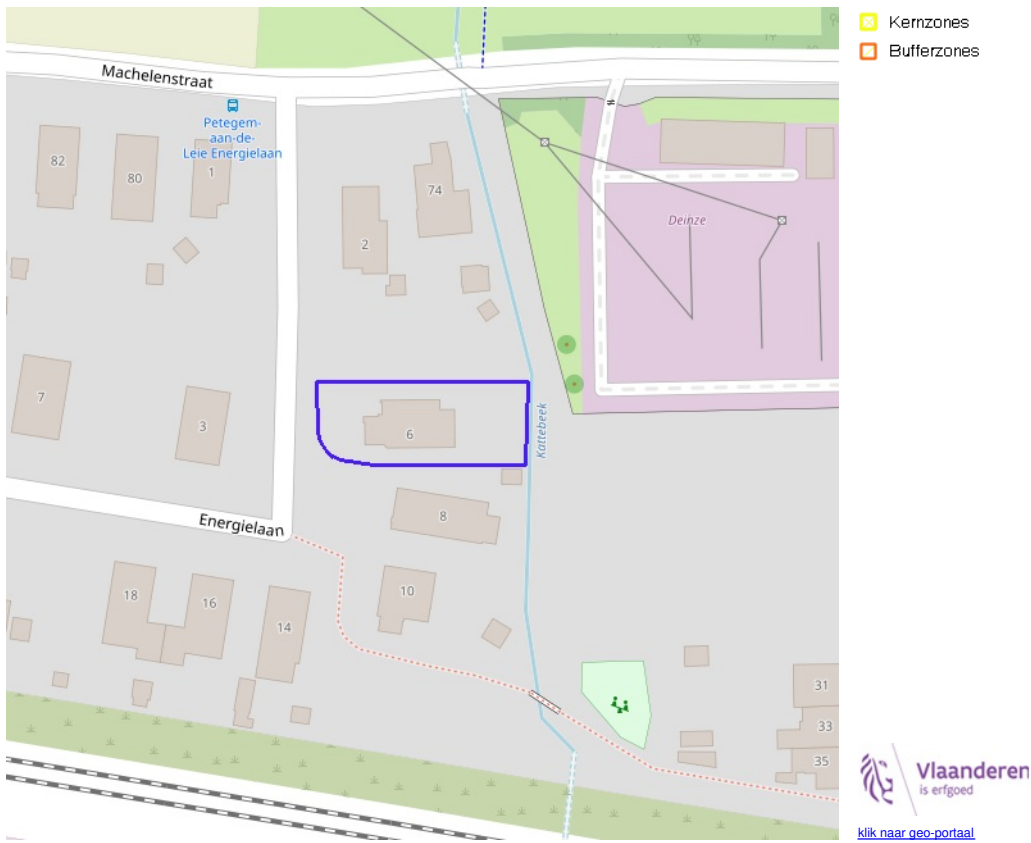 Kernzones
Bufferzones
Machelenstraat
Petegem-
aan-de-
Leie Energielaan
82
80
1
74
2
Deinze
7
3
6
Kattebeek
8
Energielaan
10
18
16
14
31
33
35
Vlaanderen
is erfgoed
klik naar geo-portaal